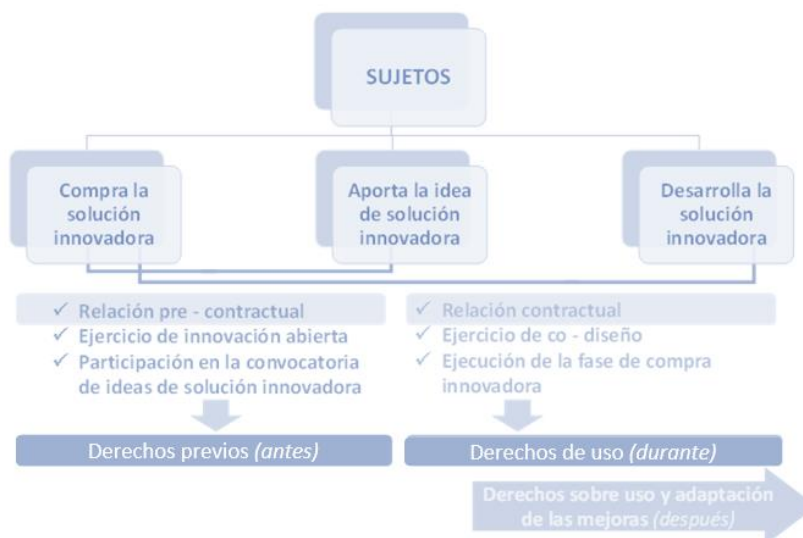 SUJETOS
Compra la
solución
innovadora
Aporta la idea
de solución
innovadora
Desarrolla la
solución
innovadora
✓ Relación pre - contractual
✓ Ejercicio de innovación abierta
✓ Participación en la convocatoria
de ideas de solución innovadora
✓ Relación contractual
✓ Ejercicio de co - diseño
✓ Ejecución de la fase de compra
innovadora
Derechos previos (antes)
Derechos de uso (durante)
Derechos sobre uso y adaptación
de las mejoras (después)